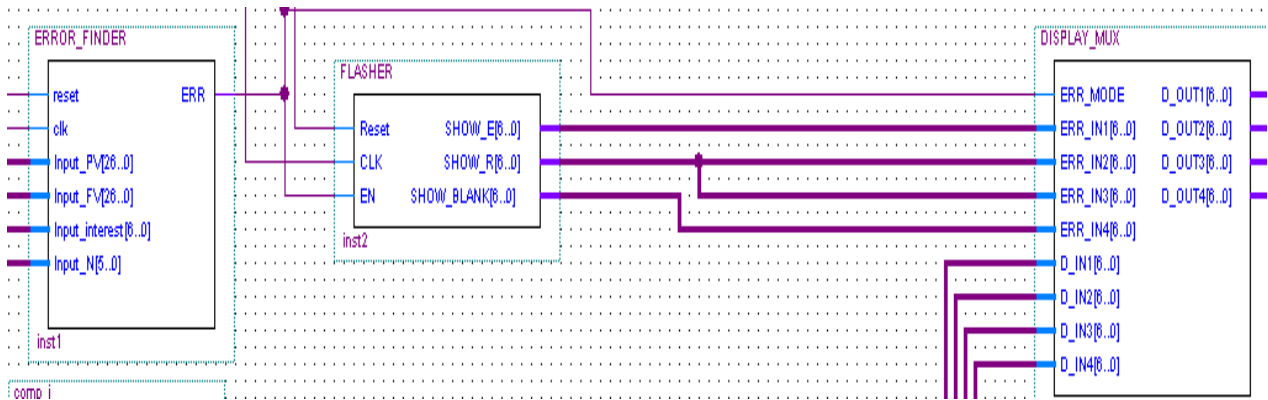 ERROR_FINDER
reset ERR
clk
Input_PV[26..0]
Input_FV[26..0]
Input_interest[6..0]
Input_N[5..0]
inst1
comp_i
FLASHER
Reset SHOW_E[6..0]
CLK SHOW_R[6..0]
EN SHOW_BLANK[6..0]
inst2
DISPLAY_MUX
ERR_MODE D_OUT1[6..0]
ERR_IN1[6..0] D_OUT2[6..0]
ERR_IN2[6..0] D_OUT3[6..0]
ERR_IN3[6..0] D_OUT4[6..0]
ERR_IN4[6..0]
D_IN1[6..0]
D_IN2[6..0]
D_IN3[6..0]
D_IN4[6..0]